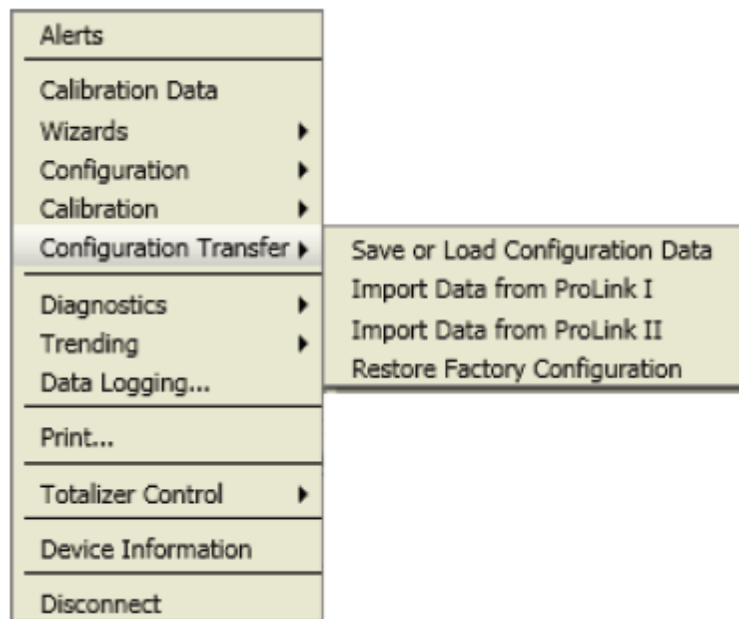 Alerts
Calibration Data
Wizards
Configuration
Calibration
Configuration Transfer
Save or Load Configuration Data
Import Data from ProLink I
Import Data from ProLink II
Restore Factory Configuration
Diagnostics
Trending
Data Logging...
Print...
Totalizer Control
Device Information
Disconnect